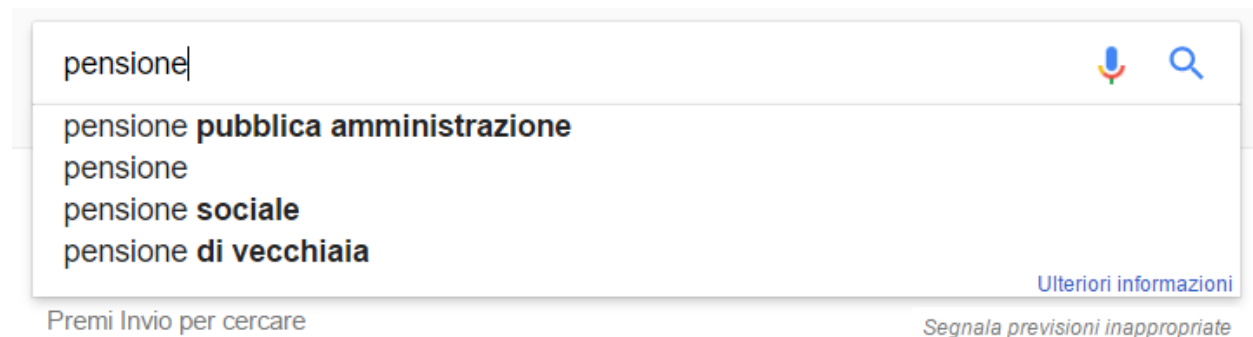 pensione
pensione pubblica amministrazione
pensione
pensione sociale
pensione di vecchiaia
Ulteriori informazioni
Premi Invio per cercare
Segnala previsioni inappropriate